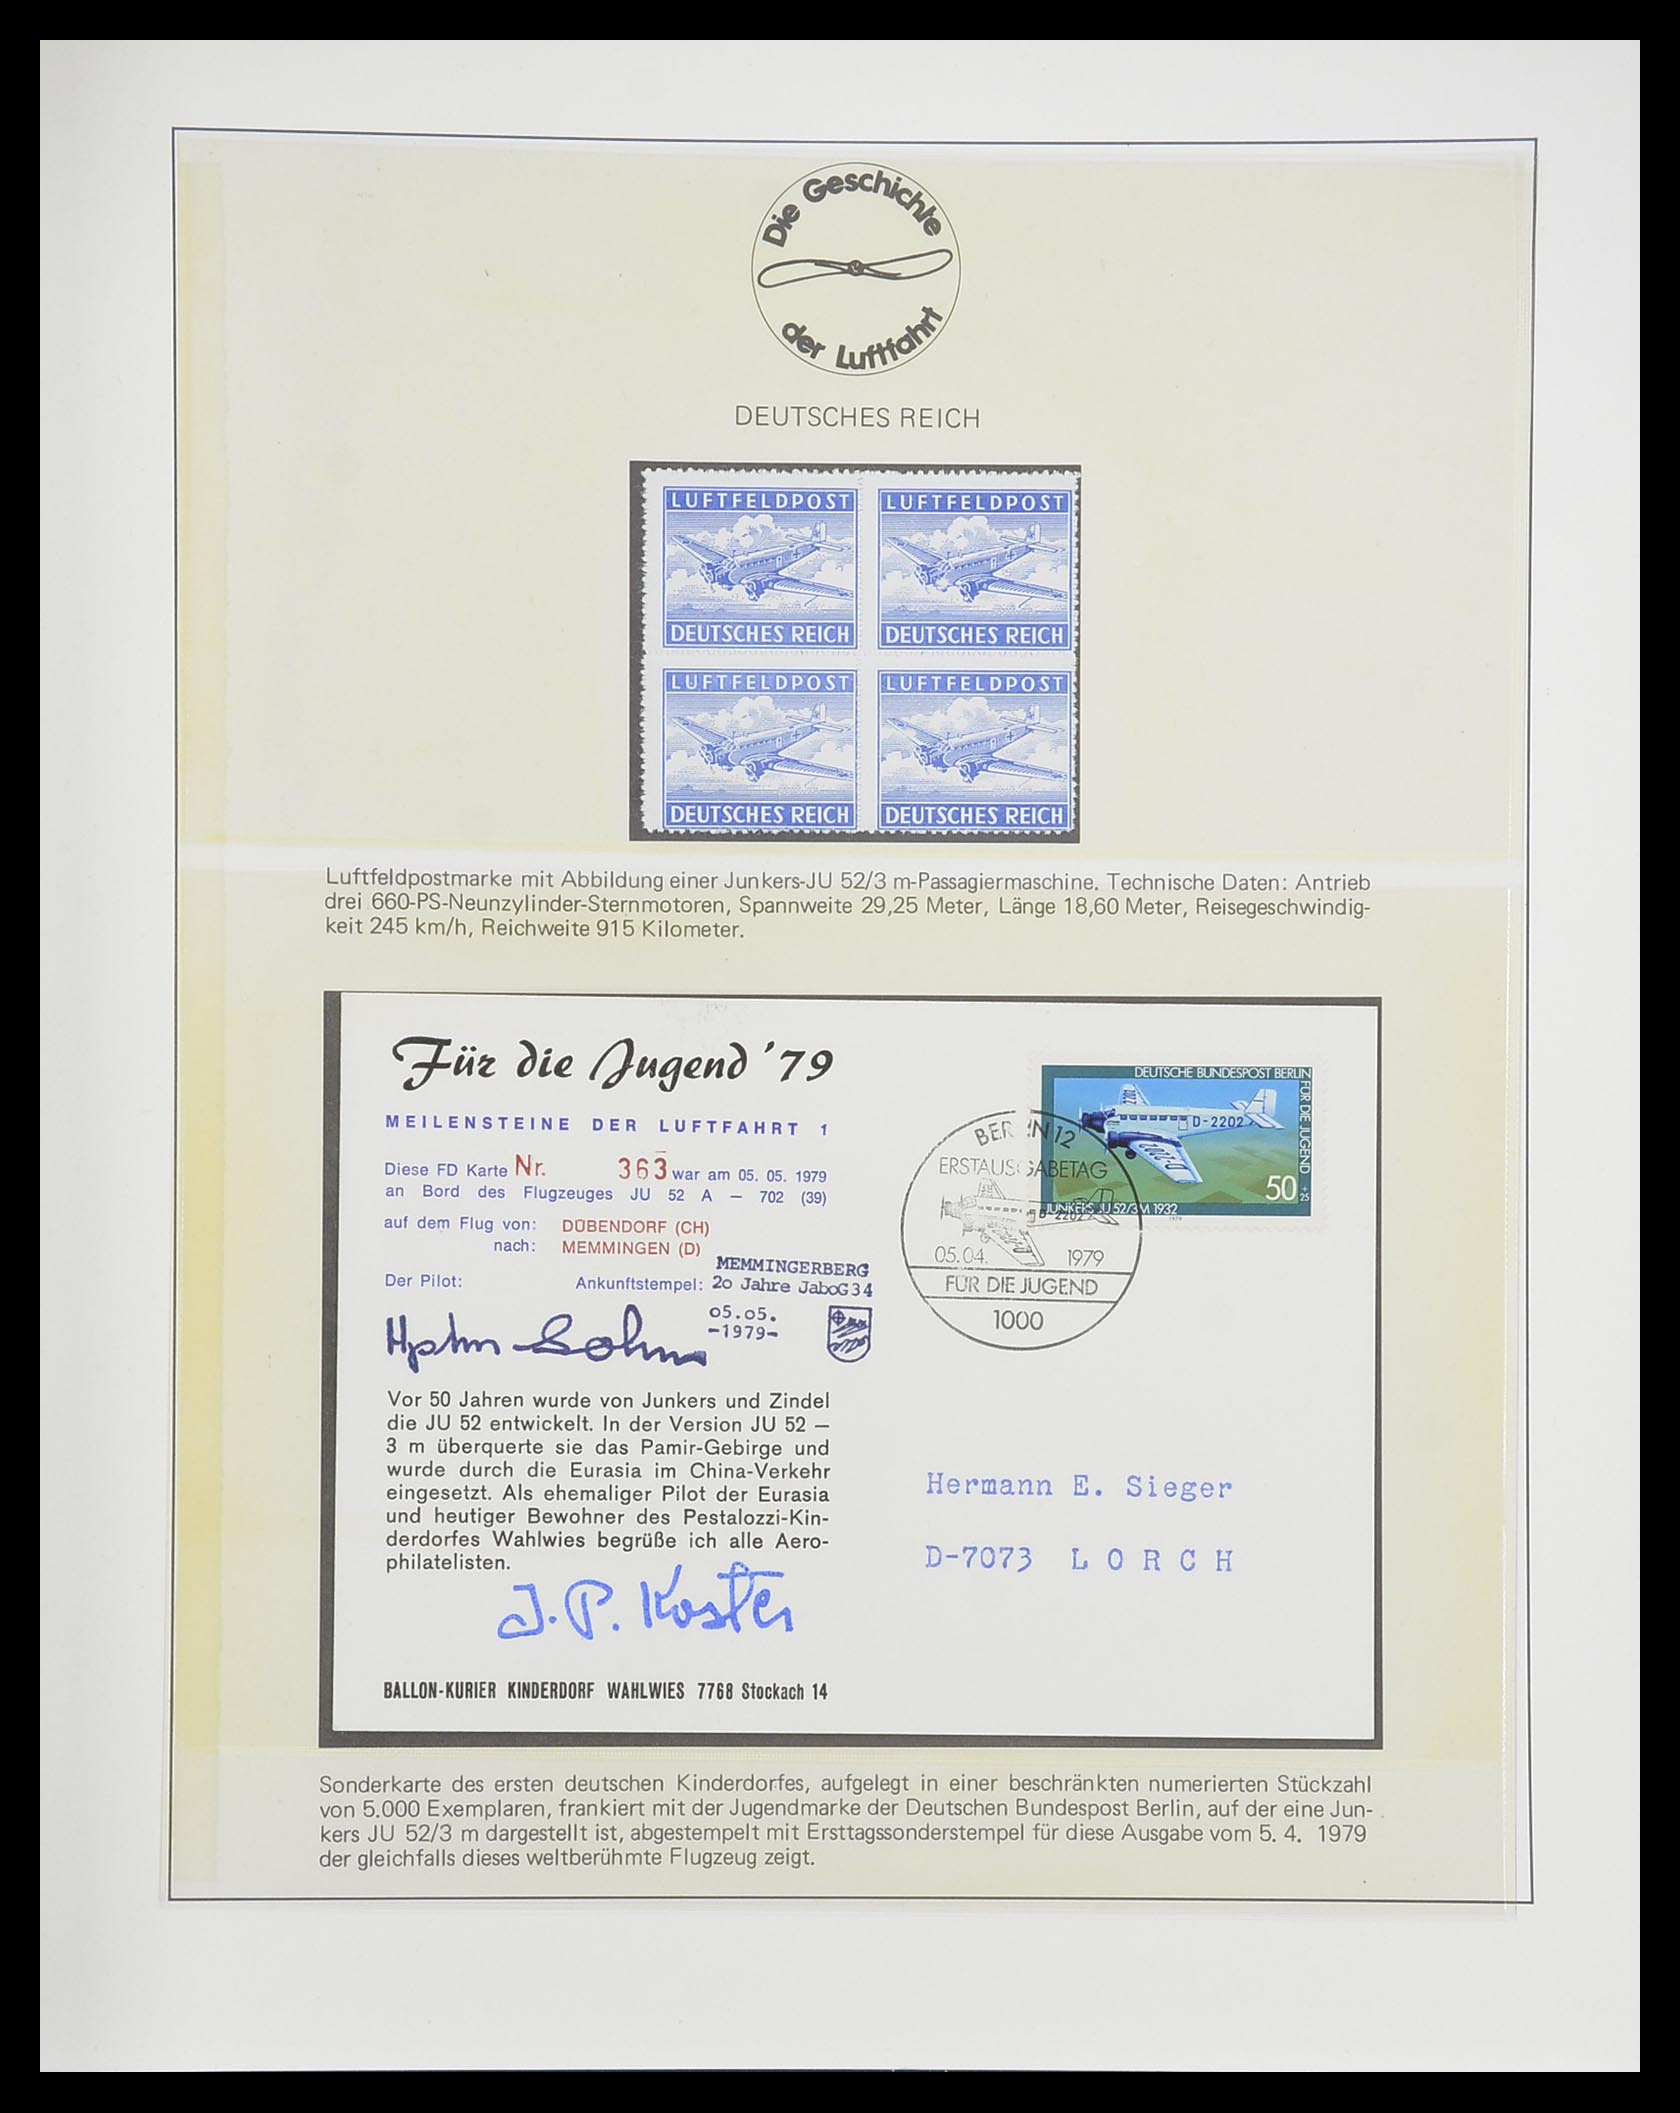 Die Geschichte
der Luftfahrt
DEUTSCHES REICH
LUFTFELDPOST
LUFTFELDPOST
DEUTSCHES REICH
DEUTSCHES REICH
LUFTFELDPOST
LUFTFELDPOST
DEUTSCHES REICH
DEUTSCHES REICH
Luftfeldpostmarke mit Abbildung einer Junkers-JU 52/3 m-Passagiermaschine. Technische Daten: Antrieb
drei 660-PS-Neunzylinder-Sternmotoren, Spannweite 29,25 Meter, Länge 18,60 Meter, Reisegeschwindig-
keit 245 km/h, Reichweite 915 Kilometer.
Für die Jugend '79
MEILENSTEINE DER LUFTFAHRT 1
Diese FD Karte Nr. 363 war am 05. 05. 1979
an Bord des Flugzeuges JU 52 A — 702 (39)
auf dem Flug von: DÜBENDORF (CH)
nach: MEMMINGEN (D)
Der Pilot:
Ankunftstempel:
MEMMINGERBERG
20 Jahre JaboG34
05.05.
-1979-
Vor 50 Jahren wurde von Junkers und Zindel
die JU 52 entwickelt. In der Version JU 52 —
3 m überquerte sie das Pamir-Gebirge und
wurde durch die Eurasia im China-Verkehr
eingesetzt. Als ehemaliger Pilot der Eurasia
und heutiger Bewohner des Pestalozzi-Kin-
derdorfes Wahlwies begrüße ich alle Aero-
philatelisten.
J. P. Koster
BALLON-KURIER KINDERDORF WAHLWIES 7768 Stockach 14
DEUTSCHE BUNDESPOST BERLIN
FÜR DIE JUGEND
D-2202
2202
D-2202
50
+25
JUNKERS JU 52/3M 1932
1979
BERLIN 12
ERSTAUSGABETAG
D-2202
05.04. 1979
FÜR DIE JUGEND
1000
Hermann E. Sieger
D-7073 LORCH
Sonderkarte des ersten deutschen Kinderdorfes, aufgelegt in einer beschränkten numerierten Stückzahl
von 5.000 Exemplaren, frankiert mit der Jugendmarke der Deutschen Bundespost Berlin, auf der eine Jun-
kers JU 52/3 m dargestellt ist, abgestempelt mit Ersttagssonderstempel für diese Ausgabe vom 5. 4. 1979
der gleichfalls dieses weltberühmte Flugzeug zeigt.